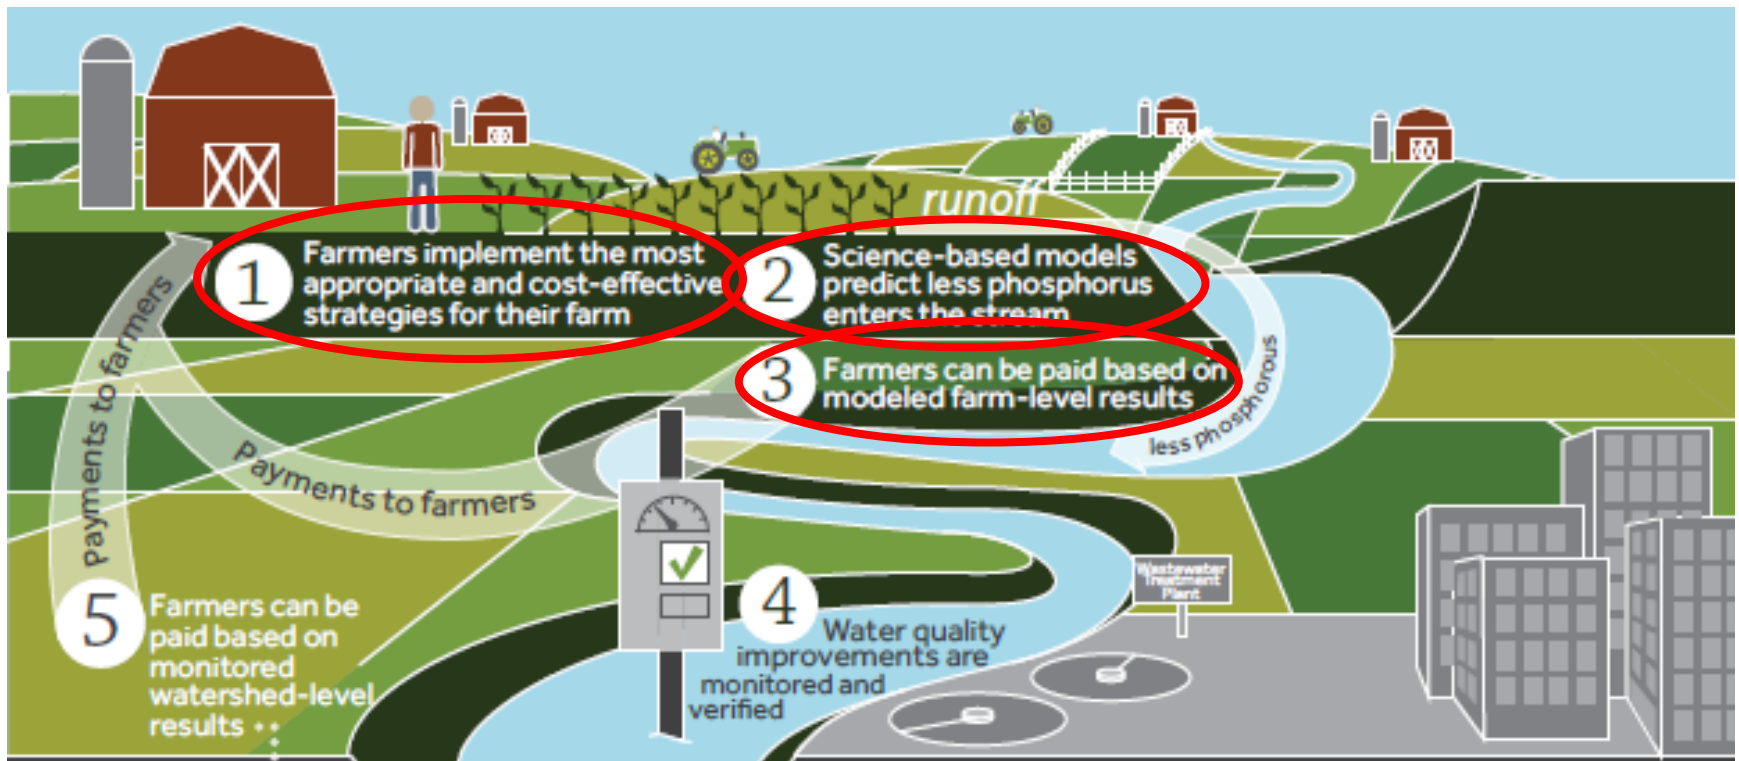 runoff
1
Farmers implement the most
appropriate and cost-effective
strategies for their farm
2
Science-based models
predict less phosphorus
enters the stream
3
Farmers can be paid based on
modeled farm-level results
less phosphorous
Payments to farmers
Payments to farmers
Wastewater
Treatment
Plant
4
Water quality
improvements are
monitored and
verified
5
Farmers can be
paid based on
monitored
watershed-level
results